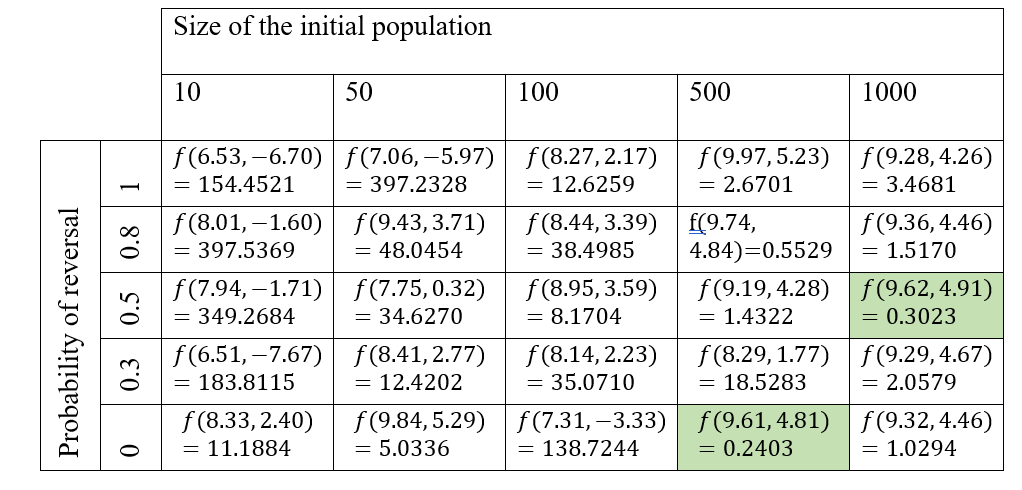 Size of the initial population
10 50 100 500 1000
Probability of reversal
1
f(6.53, −6.70) f(7.06, −5.97) f(8.27, 2.17) f(9.97, 5.23) f(9.28, 4.26)
= 154.4521 = 397.2328 = 12.6259 = 2.6701 = 3.4681
0.8
f(8.01, −1.60) f(9.43, 3.71) f(8.44, 3.39) f(9.74, f(9.36, 4.46)
= 397.5369 = 48.0454 = 38.4985 4.84)=0.5529 = 1.5170
0.5
f(7.94, −1.71) f(7.75, 0.32) f(8.95, 3.59) f(9.19, 4.28) f(9.62, 4.91)
= 349.2684 = 34.6270 = 8.1704 = 1.4322 = 0.3023
0.3
f(6.51, −7.67) f(8.41, 2.77) f(8.14, 2.23) f(8.29, 1.77) f(9.29, 4.67)
= 183.8115 = 12.4202 = 35.0710 = 18.5283 = 2.0579
0
f(8.33, 2.40) f(9.84, 5.29) f(7.31, −3.33) f(9.61, 4.81) f(9.32, 4.46)
= 11.1884 = 5.0336 = 138.7244 = 0.2403 = 1.0294